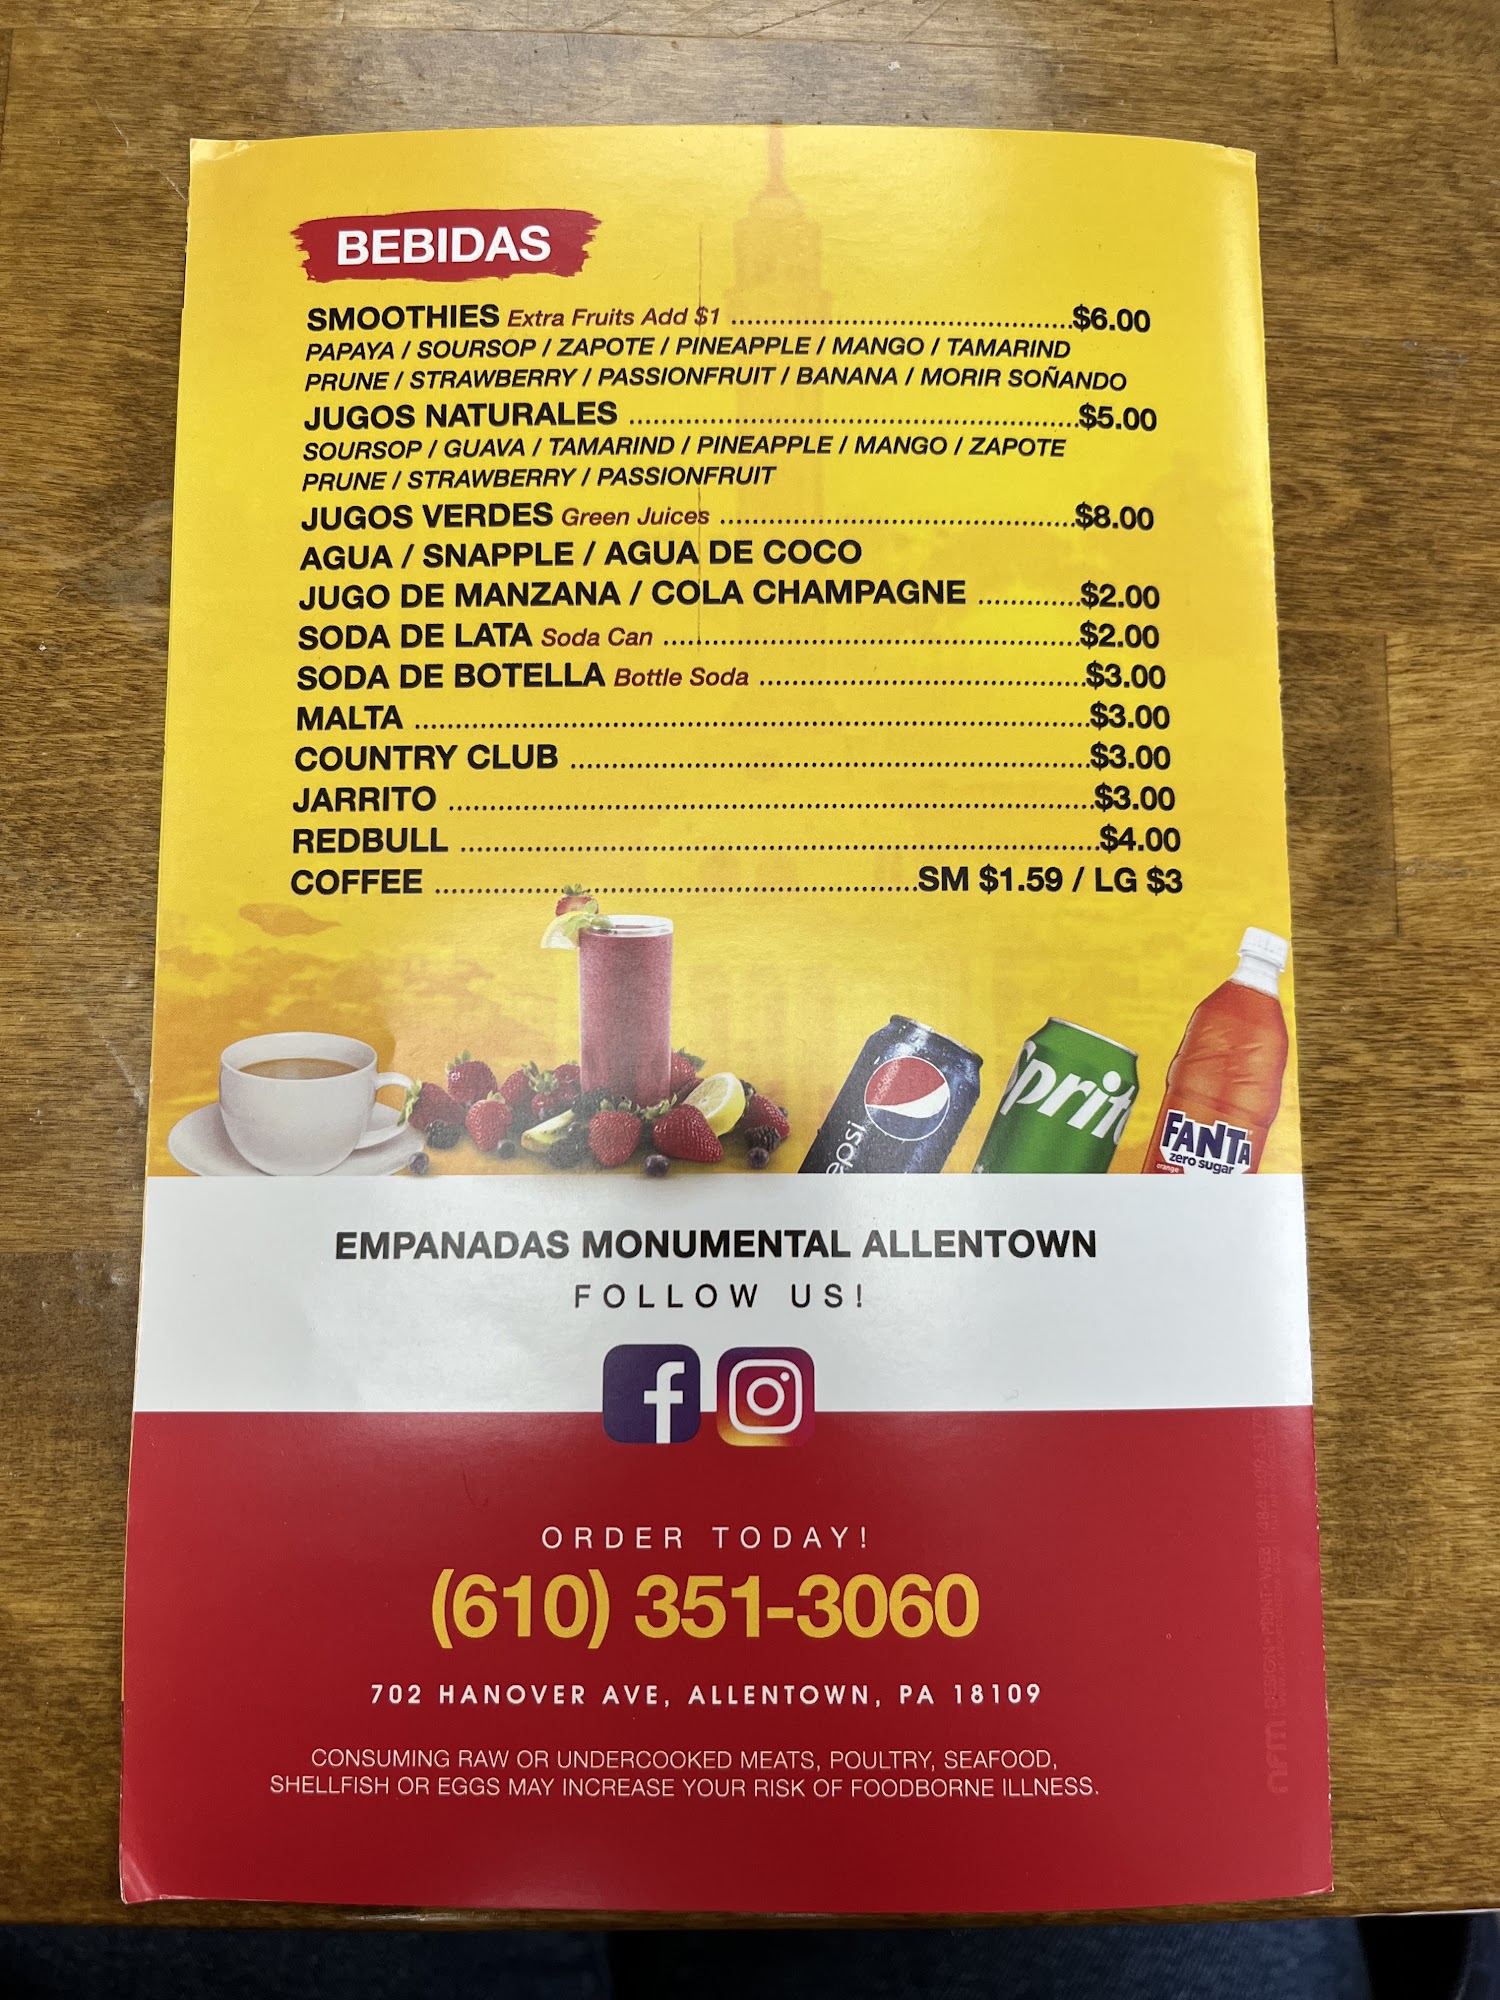 BEBIDAS
SMOOTHIES Extra Fruits Add $1 ..........................................$6.00
PAPAYA / SOURSOP / ZAPOTE / PINEAPPLE / MANGO / TAMARIND
PRUNE / STRAWBERRY / PASSIONFRUIT / BANANA / MORIR SOÑANDO
JUGOS NATURALES .......................................................$5.00
SOURSOP / GUAVA / TAMARIND / PINEAPPLE / MANGO / ZAPOTE
PRUNE / STRAWBERRY / PASSIONFRUIT
JUGOS VERDES Green Juices ...........................................$8.00
AGUA / SNAPPLE / AGUA DE COCO
JUGO DE MANZANA / COLA CHAMPAGNE .............$2.00
SODA DE LATA Soda Can ...................................................$2.00
SODA DE BOTELLA Bottle Soda ........................................$3.00
MALTA ...................................................................................$3.00
COUNTRY CLUB ................................................................$3.00
JARRITO ...............................................................................$3.00
REDBULL ..............................................................................$4.00
COFFEE ...........................................................SM $1.59 / LG $3
epsi
Sprit
FANTA
zero sugar
orange
EMPANADAS MONUMENTAL ALLENTOWN
FOLLOW US!
ORDER TODAY!
(610) 351-3060
702 HANOVER AVE, ALLENTOWN, PA 18109
CONSUMING RAW OR UNDERCOOKED MEATS, POULTRY, SEAFOOD,
SHELLFISH OR EGGS MAY INCREASE YOUR RISK OF FOODBORNE ILLNESS.